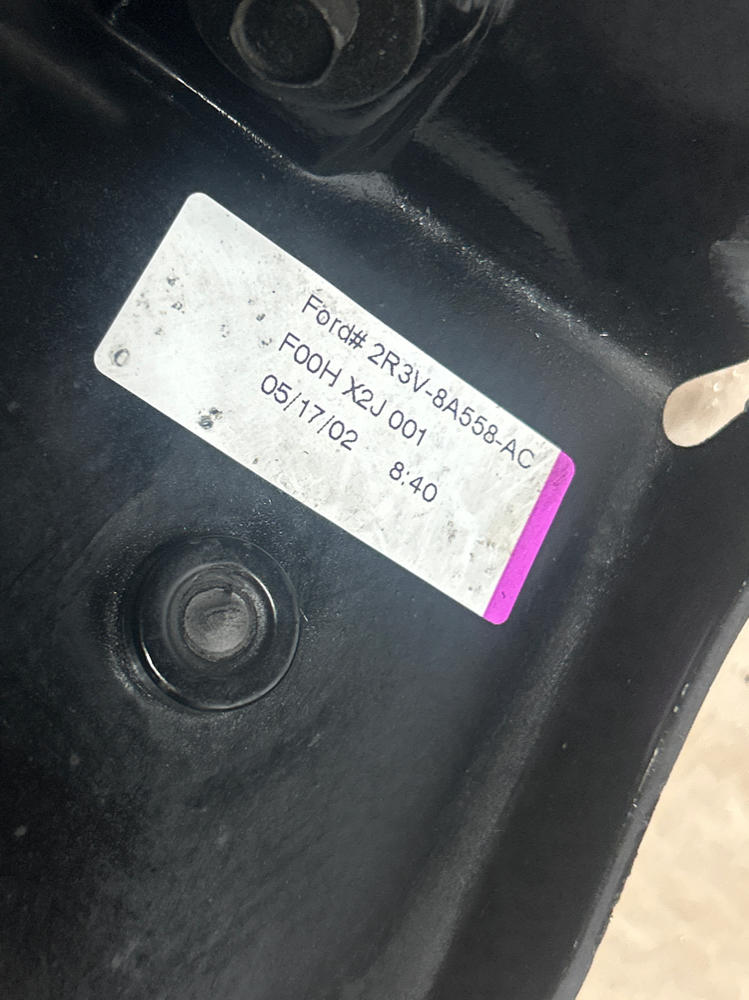 Ford# 2R3V-8A558-AC
F00H X2J 001
05/17/02 8:40